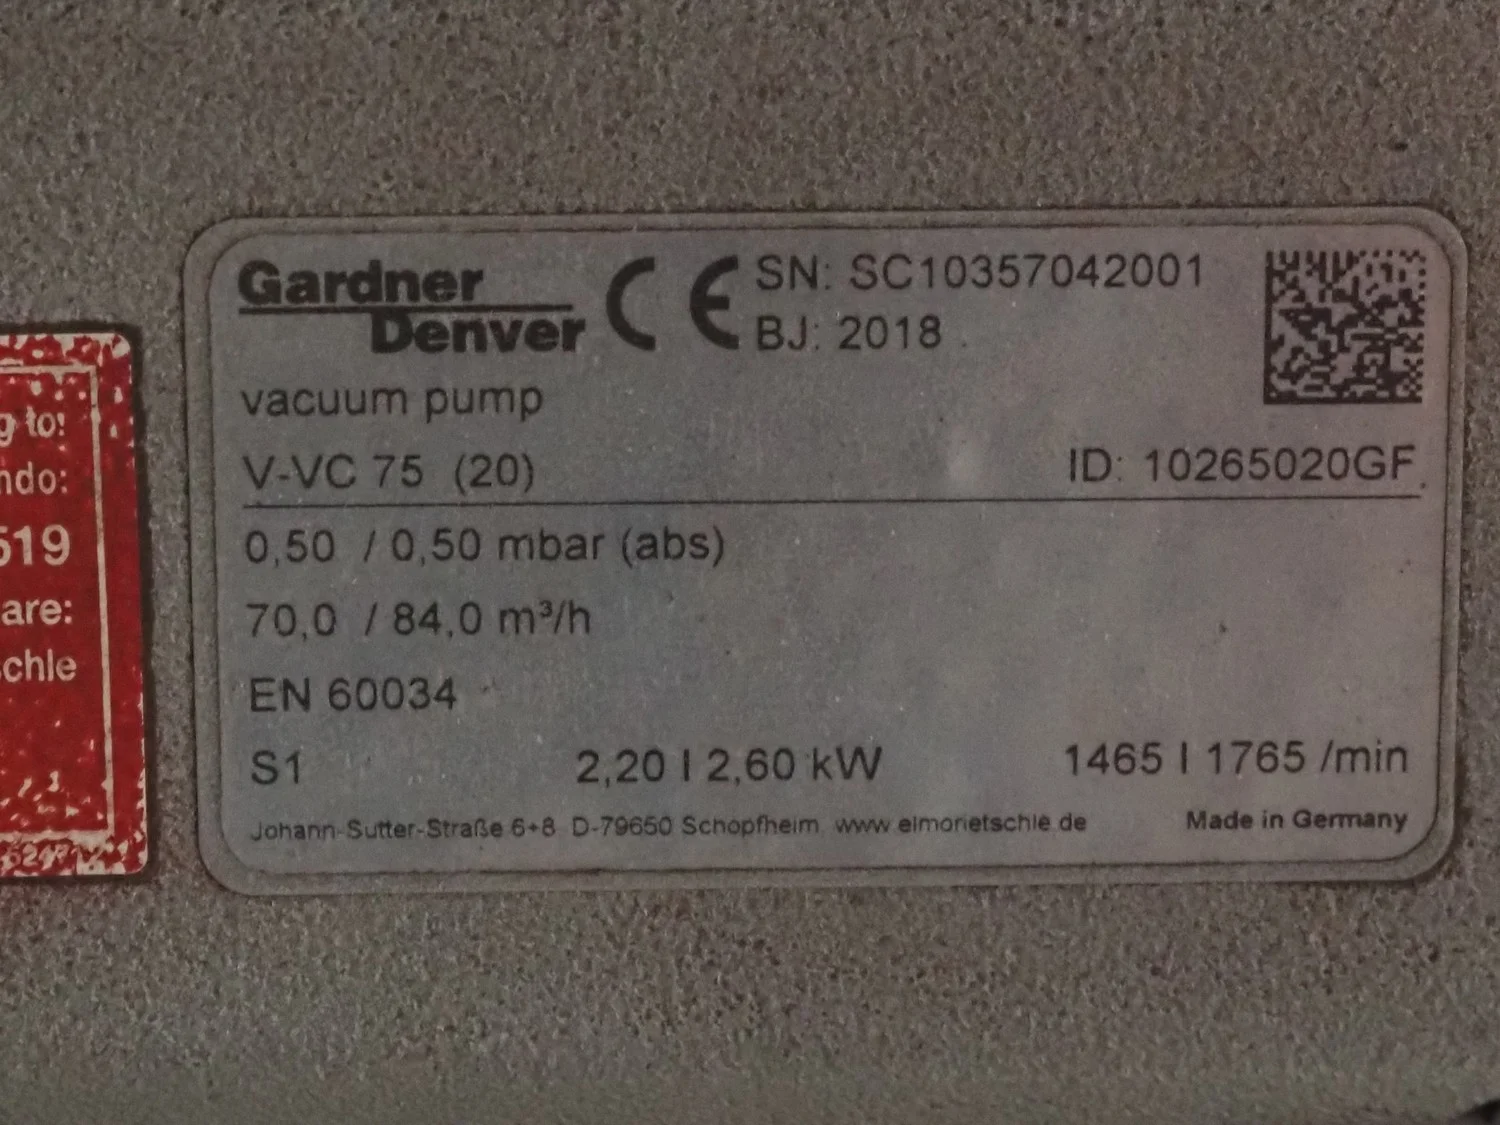 Gardner
Denver
CE
SN: SC10357042001
BJ: 2018
vacuum pump
V-VC 75 (20)
ID: 10265020GF
0,50 / 0,50 mbar (abs)
70,0 / 84,0 m³/h
EN 60034
S1 2,20 I 2,60 kW 1465 I 1765 /min
Johann-Sutter-Straße 6+8 D-79650 Schopfheim www.elmorietschle.de Made in Germany
g to:
ndo:
519
are:
chle